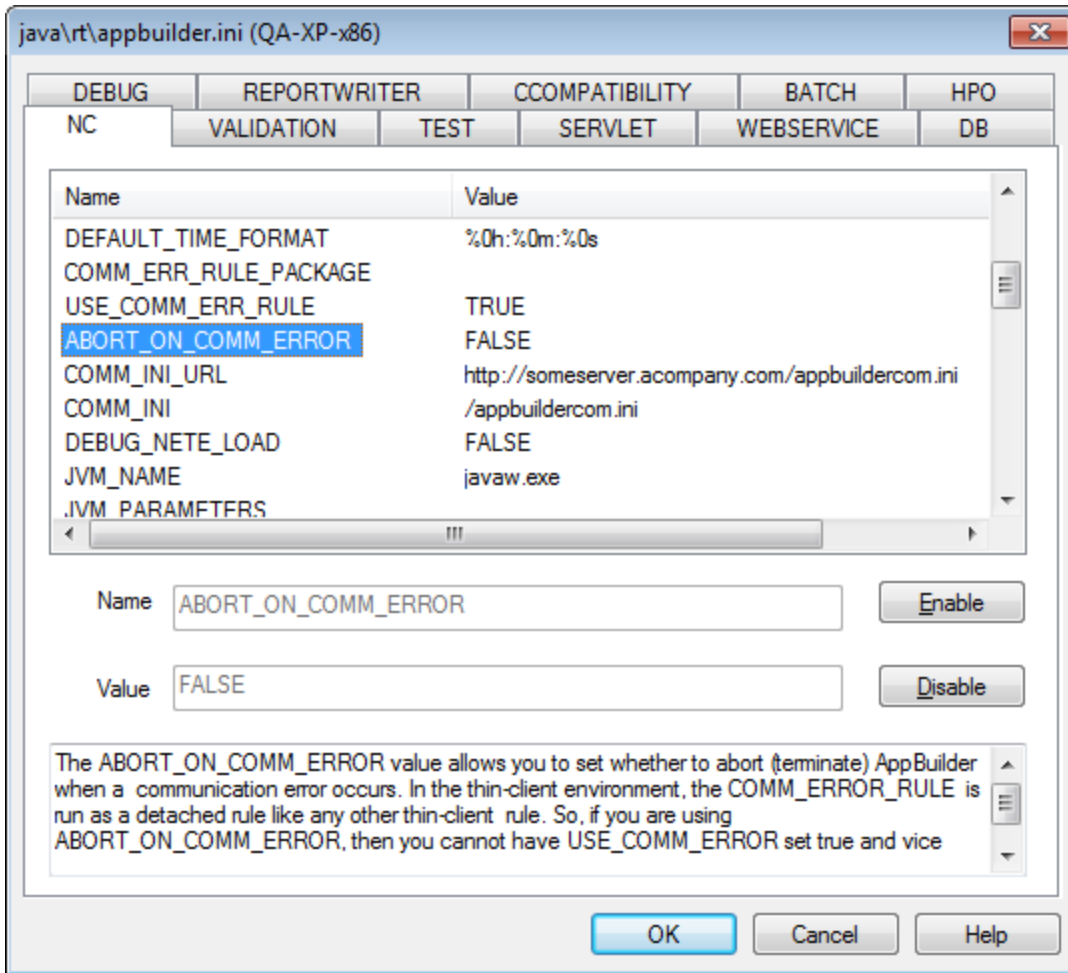 java\rt\appbuilder.ini (QA-XP-x86)
DEBUG REPORTWRITER CCOMPATIBILITY BATCH HPO
NC VALIDATION TEST SERVLET WEBSERVICE DB
Name Value
DEFAULT_TIME_FORMAT %0h:%0m:%0s
COMM_ERR_RULE_PACKAGE
USE_COMM_ERR_RULE TRUE
ABORT_ON_COMM_ERROR FALSE
COMM_INI_URL http://someserver.acompany.com/appbuildercom.ini
COMM_INI /appbuildercom.ini
DEBUG_NETE_LOAD FALSE
JVM_NAME javaw.exe
JVM_PARAMETERS
Name ABORT_ON_COMM_ERROR Enable
Value FALSE Disable
The ABORT_ON_COMM_ERROR value allows you to set whether to abort (terminate) AppBuilder
when a communication error occurs. In the thin-client environment, the COMM_ERROR_RULE is
run as a detached rule like any other thin-client rule. So, if you are using
ABORT_ON_COMM_ERROR, then you cannot have USE_COMM_ERROR set true and vice
OK Cancel Help